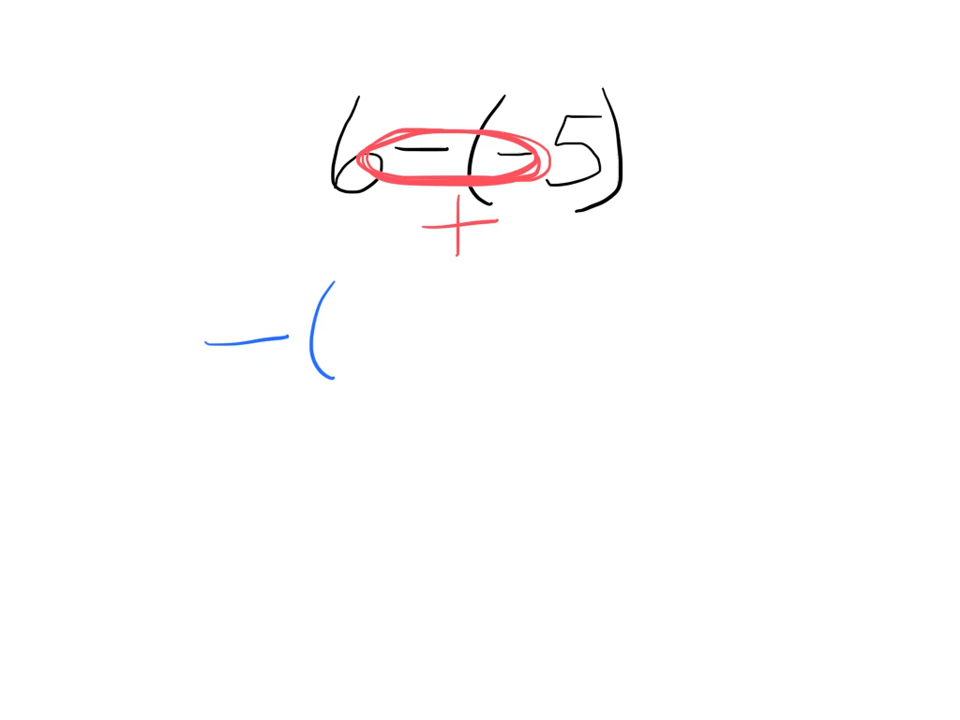 6 - (-5)
+
- (